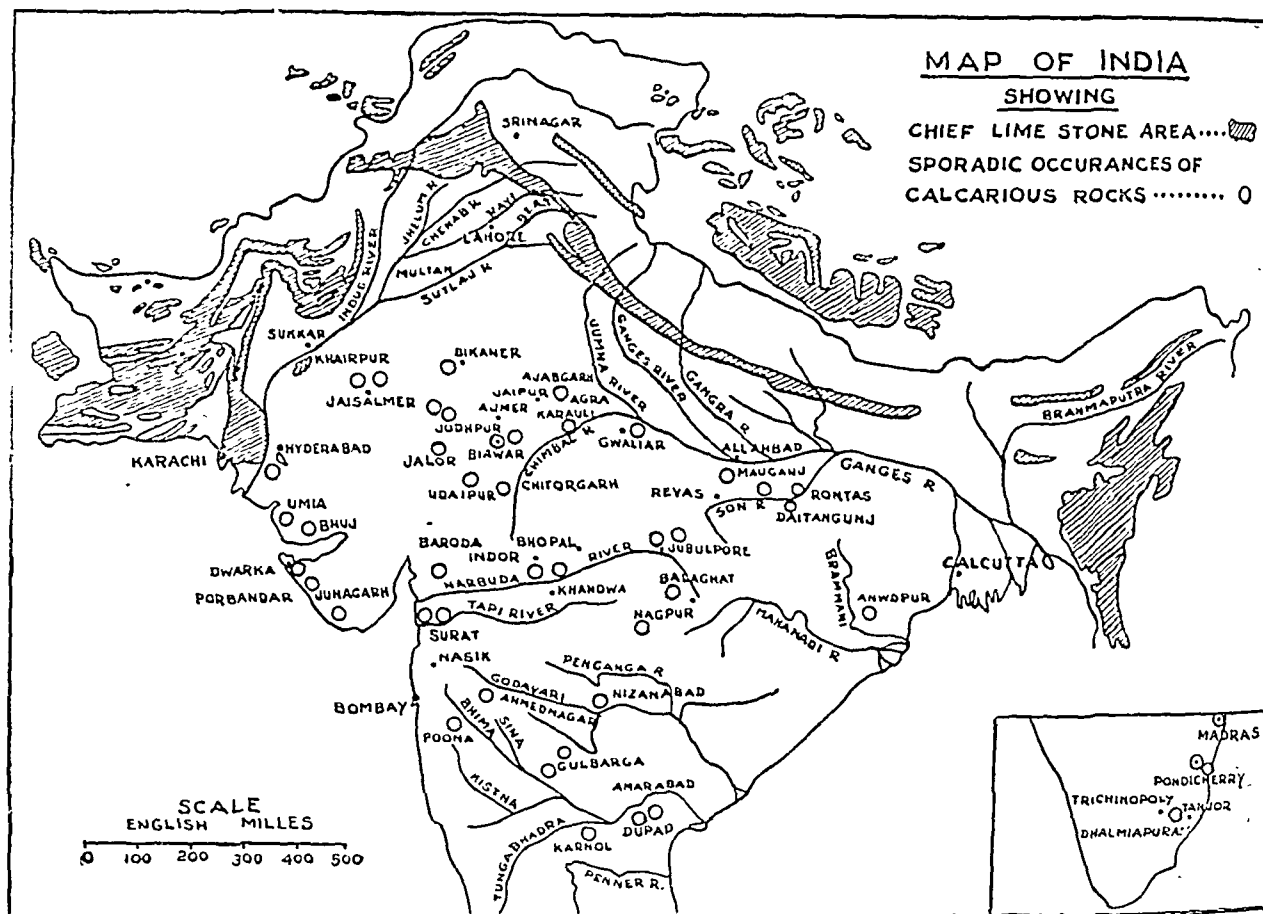 MAP OF INDIA
SHOWING
CHIEF LIME STONE AREA....
SPORADIC OCCURANCES OF
CALCARIOUS ROCKS ........ O
SRINAGAR
INDUS RIVER
JHELUM R
CHENAB R
RAVI
BEAS
LAHORE
MULTAN
SUTLAJ R
SUKKAR
KHAIRPUR
BIKANER
JAISALMER
AJABGARH
JAIPUR
AGRA
AJMER
KARAULI
JUDHPUR
BIAWAR
JUMNA RIVER
GANGES RIVER
GANGRA R
BRAHMAPUTRA RIVER
GWALIAR
CHIMBAL R
ALLAHBAD
KARACHI
HYDERABAD
JALOR
MAUGANJ
GANGES R
UDAIPUR
CHITORGARH
REVAS
SON R
ROHTAS
DAITANGUNJ
UMIA
BHUJ
BARODA
BHOPAL
INDOR
RIVER
JUBULPORE
DWARKA
NARBUDA
KHANDWA
BALAGHAT
BRAHMANI
CALCUTTA
PORBANDAR
JUNAGARH
TAPI RIVER
NAGPUR
MAHANADI R
ANWDPUR
SURAT
NASIK
PENGANGA R
GODAVARI
NIZANABAD
BOMBAY
AHMEDNAGAR
BHIMA
SINA
POONA
GULBARGA
KISTNA
AMARABAD
DUPAD
TUNGABHADRA
KARNOL
PENNER R.
SCALE
ENGLISH MILLES
0 100 200 300 400 500
MADRAS
PONDICHERRY
TRICHINOPOLY
TANJOR
DHALMIAPURA